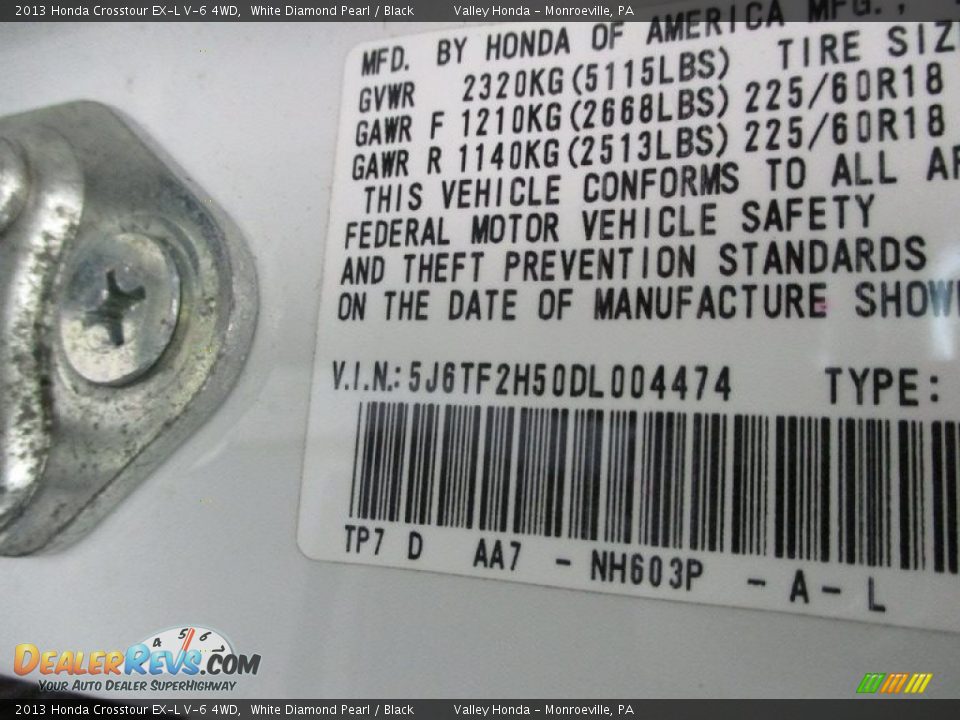 2013 Honda Crosstour EX-L V-6 4WD, White Diamond Pearl / Black Valley Honda - Monroeville, PA
MFD. BY HONDA OF AMERICA MFG.,
GVWR 2320KG(5115LBS) TIRE SIZ
GAWR F 1210KG(2668LBS) 225/60R18
GAWR R 1140KG(2513LBS) 225/60R18
THIS VEHICLE CONFORMS TO ALL AP
FEDERAL MOTOR VEHICLE SAFETY
AND THEFT PREVENTION STANDARDS
ON THE DATE OF MANUFACTURE SHOW
V.I.N.: 5J6TF2H50DL004474 TYPE:
TP7 D AA7 - NH603P - A - L
4 5 6 7
DEALERREVS.COM
YOUR AUTO DEALER SUPERHIGHWAY
2013 Honda Crosstour EX-L V-6 4WD, White Diamond Pearl / Black Valley Honda - Monroeville, PA